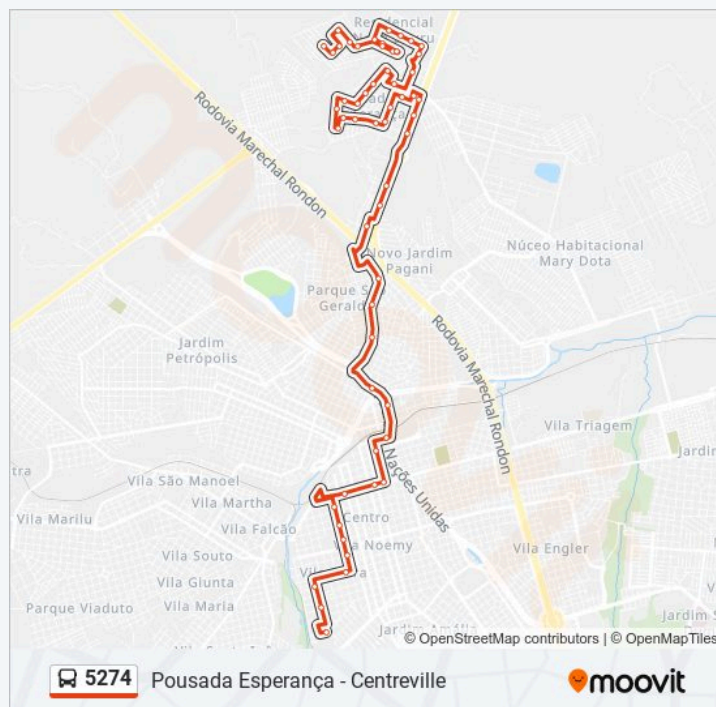 Residencial
Rodovia Marechal Rondon
Novo Jardim
Pagani
Núceo Habitacional
Mary Dota
Parque São
Geraldo
Jardim
Petrópolis
Rodovia Marechal Rondon
Vila Triagem
Jardim
Nações Unidas
Vila São Manoel
Vila Martha
Vila Marilu
Vila Falcão
Centro
Vila Noemy
Vila Souto
Vila Engler
Vila Giunta
Parque Viaduto
Vila Maria
Jardim S
© OpenStreetMap contributors | © OpenMapTiles
5274
Pousada Esperança - Centreville
moovit